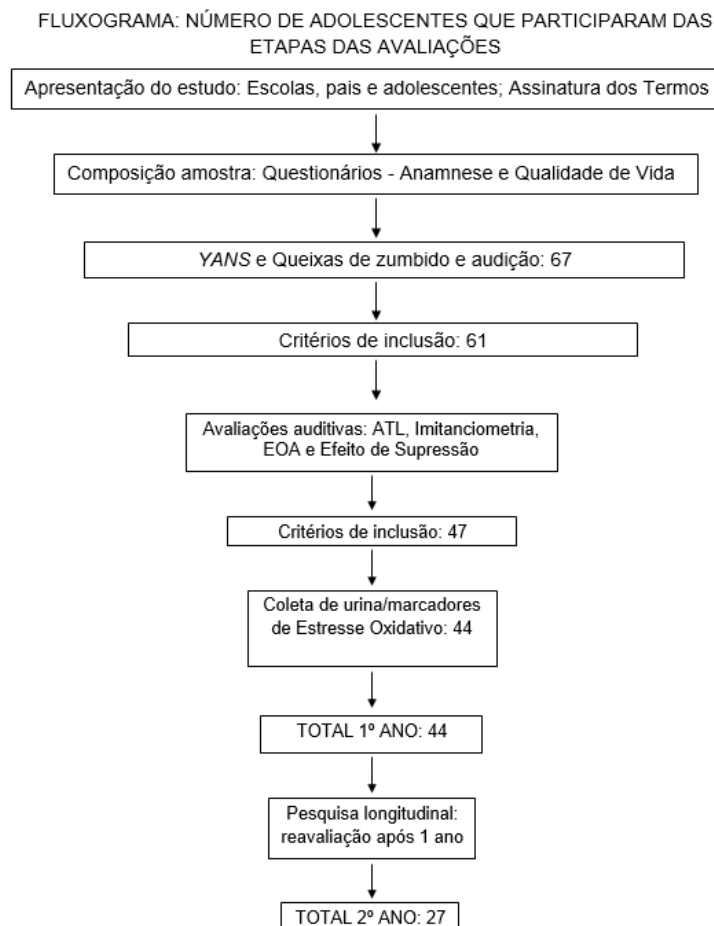 FLUXOGRAMA: NÚMERO DE ADOLESCENTES QUE PARTICIPARAM DAS
ETAPAS DAS AVALIAÇÕES
Apresentação do estudo: Escolas, pais e adolescentes; Assinatura dos Termos
Composição amostra: Questionários - Anamnese e Qualidade de Vida
YANS e Queixas de zumbido e audição: 67
Critérios de inclusão: 61
Avaliações auditivas: ATL, Imitanciometria,
EOA e Efeito de Supressão
Critérios de inclusão: 47
Coleta de urina/marcadores
de Estresse Oxidativo: 44
TOTAL 1º ANO: 44
Pesquisa longitudinal:
reavaliação após 1 ano
TOTAL 2º ANO: 27